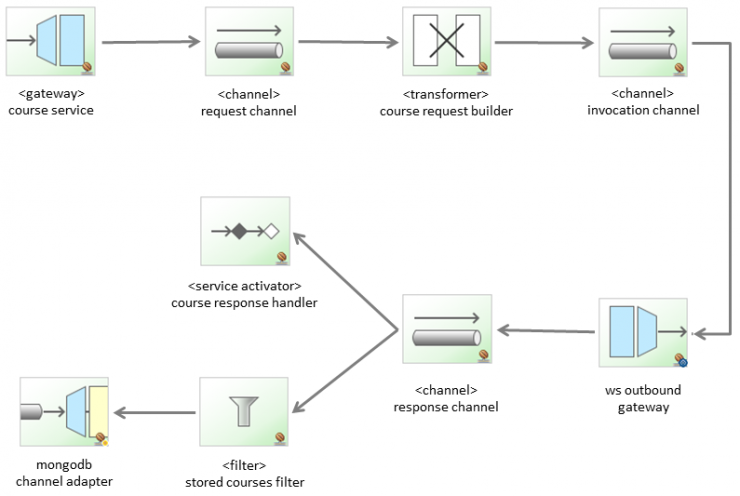 <gateway>
course service
<channel>
request channel
<transformer>
course request builder
<channel>
invocation channel
<service activator>
course response handler
<channel>
response channel
ws outbound
gateway
mongodb
channel adapter
<filter>
stored courses filter